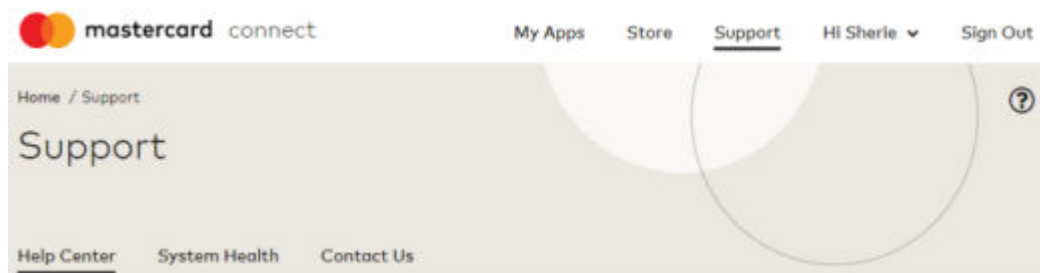 mastercard connect My Apps Store Support Hi Sherie Sign Out
Home / Support
Support
Help Center System Health Contact Us